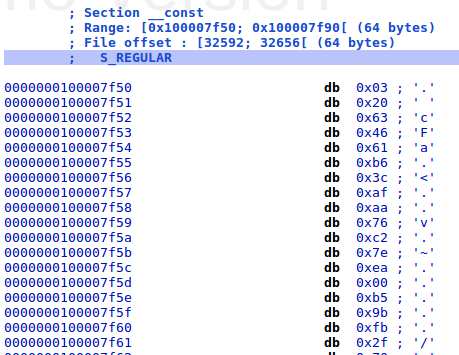 ; Section __const
; Range: [0x100007f50; 0x100007f90[ (64 bytes)
; File offset : [32592; 32656[ (64 bytes)
;   S_REGULAR
0000000100007f50 db 0x03 ; '.'
0000000100007f51 db 0x20 ; ' '
0000000100007f52 db 0x63 ; 'c'
0000000100007f53 db 0x46 ; 'F'
0000000100007f54 db 0x61 ; 'a'
0000000100007f55 db 0xb6 ; '.'
0000000100007f56 db 0x3c ; '<'
0000000100007f57 db 0xaf ; '.'
0000000100007f58 db 0xaa ; '.'
0000000100007f59 db 0x76 ; 'v'
0000000100007f5a db 0xc2 ; '.'
0000000100007f5b db 0x7e ; '~'
0000000100007f5c db 0xea ; '.'
0000000100007f5d db 0x00 ; '.'
0000000100007f5e db 0xb5 ; '.'
0000000100007f5f db 0x9b ; '.'
0000000100007f60 db 0xfb ; '.'
0000000100007f61 db 0x2f ; '/'